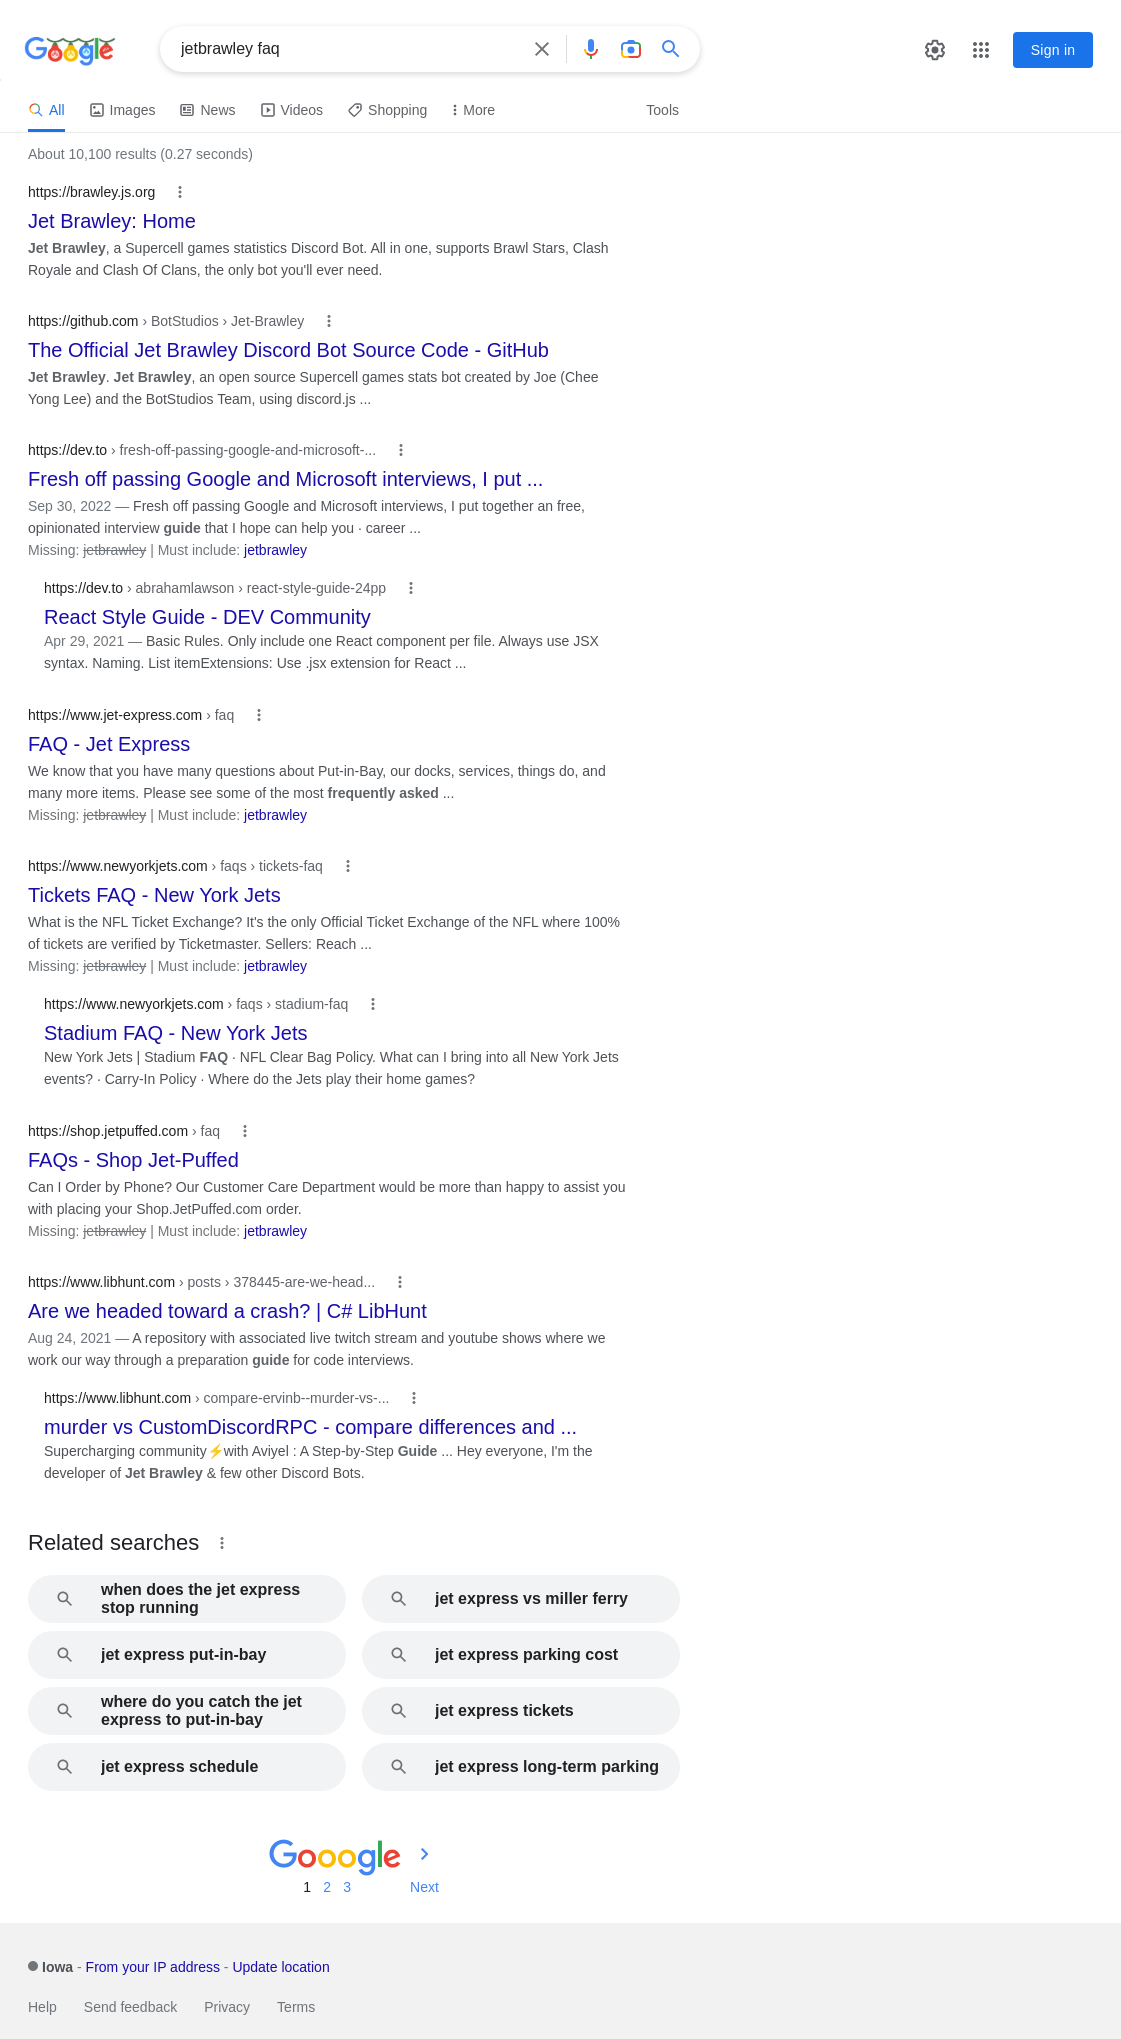 Google
jetbrawley faq
Sign in
All Images News Videos Shopping More Tools
About 10,100 results (0.27 seconds)
https://brawley.js.org
Jet Brawley: Home
Jet Brawley, a Supercell games statistics Discord Bot. All in one, supports Brawl Stars, Clash
Royale and Clash Of Clans, the only bot you'll ever need.
https://github.com › BotStudios › Jet-Brawley
The Official Jet Brawley Discord Bot Source Code - GitHub
Jet Brawley. Jet Brawley, an open source Supercell games stats bot created by Joe (Chee
Yong Lee) and the BotStudios Team, using discord.js ...
https://dev.to › fresh-off-passing-google-and-microsoft-...
Fresh off passing Google and Microsoft interviews, I put ...
Sep 30, 2022 — Fresh off passing Google and Microsoft interviews, I put together an free,
opinionated interview guide that I hope can help you · career ...
Missing: jetbrawley | Must include: jetbrawley
https://dev.to › abrahamlawson › react-style-guide-24pp
React Style Guide - DEV Community
Apr 29, 2021 — Basic Rules. Only include one React component per file. Always use JSX
syntax. Naming. List itemExtensions: Use .jsx extension for React ...
https://www.jet-express.com › faq
FAQ - Jet Express
We know that you have many questions about Put-in-Bay, our docks, services, things do, and
many more items. Please see some of the most frequently asked ...
Missing: jetbrawley | Must include: jetbrawley
https://www.newyorkjets.com › faqs › tickets-faq
Tickets FAQ - New York Jets
What is the NFL Ticket Exchange? It's the only Official Ticket Exchange of the NFL where 100%
of tickets are verified by Ticketmaster. Sellers: Reach ...
Missing: jetbrawley | Must include: jetbrawley
https://www.newyorkjets.com › faqs › stadium-faq
Stadium FAQ - New York Jets
New York Jets | Stadium FAQ · NFL Clear Bag Policy. What can I bring into all New York Jets
events? · Carry-In Policy · Where do the Jets play their home games?
https://shop.jetpuffed.com › faq
FAQs - Shop Jet-Puffed
Can I Order by Phone? Our Customer Care Department would be more than happy to assist you
with placing your Shop.JetPuffed.com order.
Missing: jetbrawley | Must include: jetbrawley
https://www.libhunt.com › posts › 378445-are-we-head...
Are we headed toward a crash? | C# LibHunt
Aug 24, 2021 — A repository with associated live twitch stream and youtube shows where we
work our way through a preparation guide for code interviews.
https://www.libhunt.com › compare-ervinb--murder-vs-...
murder vs CustomDiscordRPC - compare differences and ...
Supercharging community⚡with Aviyel : A Step-by-Step Guide ... Hey everyone, I'm the
developer of Jet Brawley & few other Discord Bots.
Related searches
when does the jet express
stop running
jet express vs miller ferry
jet express put-in-bay
jet express parking cost
where do you catch the jet
express to put-in-bay
jet express tickets
jet express schedule
jet express long-term parking
Gooogle
1 2 3 Next
Iowa - From your IP address - Update location
Help Send feedback Privacy Terms